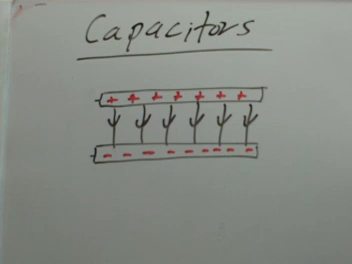 Capacitors
+ + + + + + +
- - - - - - - -